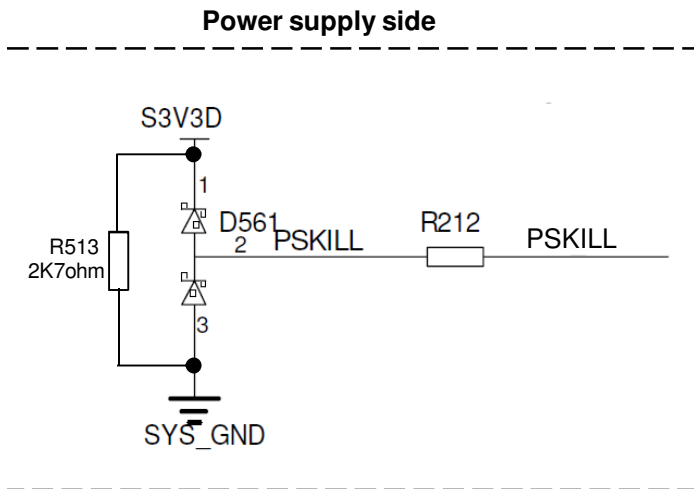 Power supply side
S3V3D
1
D561
2 PSKILL
R212
PSKILL
R513
2K7ohm
3
SYS_GND